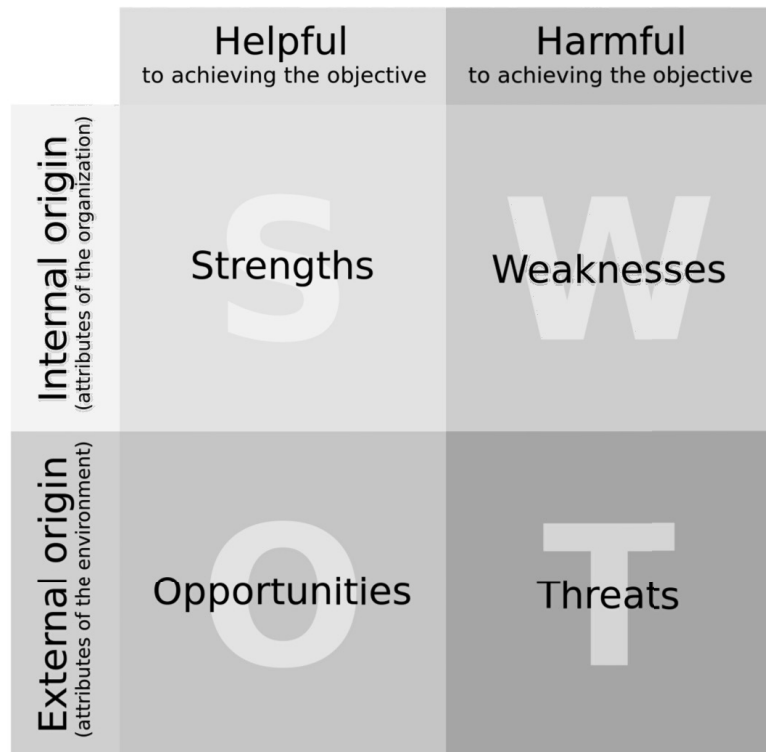 Helpful
to achieving the objective
Harmful
to achieving the objective
Internal origin
(attributes of the organization)
S
Strengths
W
Weaknesses
External origin
(attributes of the environment)
O
Opportunities
T
Threats